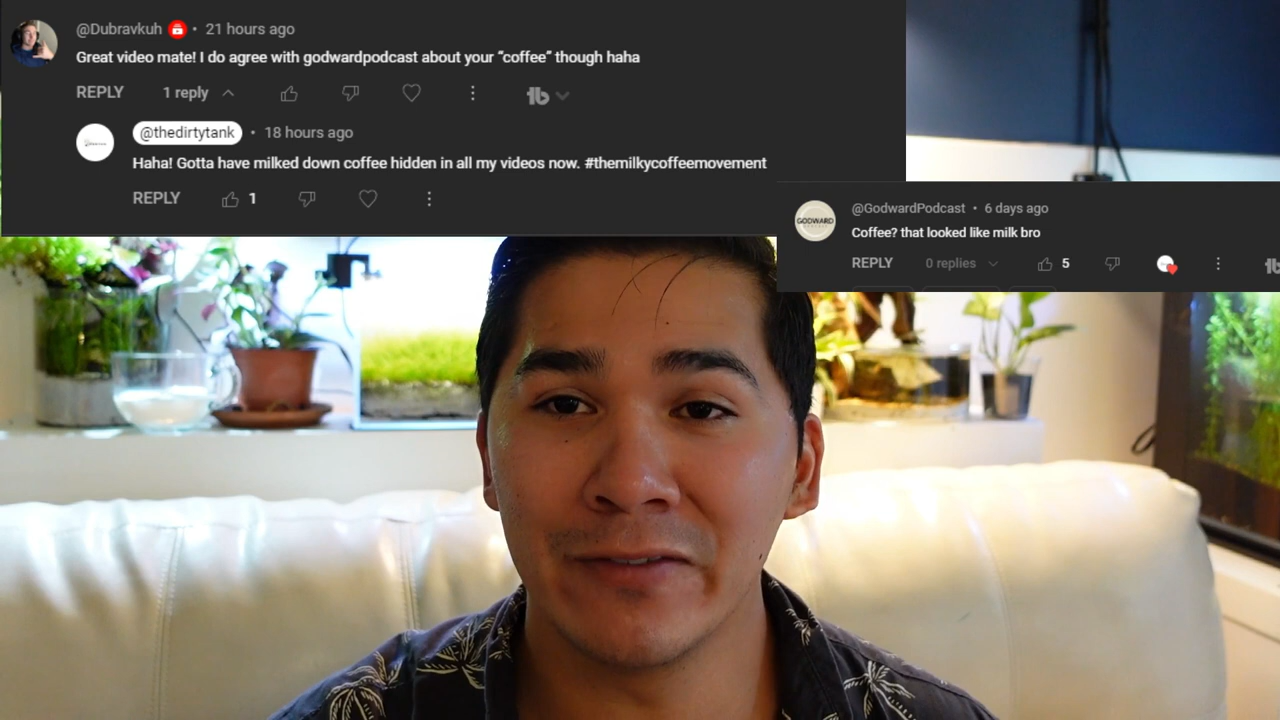 @Dubravkuh • 21 hours ago
Great video mate! I do agree with godwardpodcast about your “coffee” though haha
REPLY 1 reply
@thedirtytank • 18 hours ago
Haha! Gotta have milked down coffee hidden in all my videos now. #themilkycoffeemovement
REPLY 1
GODWARD
@GodwardPodcast • 6 days ago
Coffee? that looked like milk bro
REPLY 0 replies 5